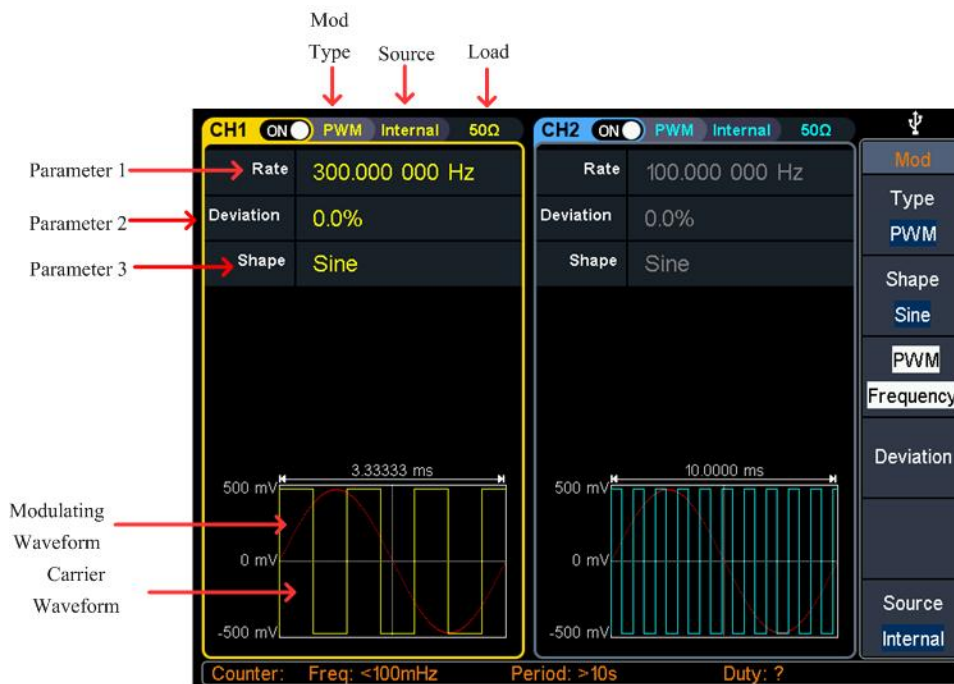 Mod
Type
Source
Load
CH1 ON PWM Internal 50Ω
CH2 ON PWM Internal 50Ω
Mod
Parameter 1
Rate 300.000 000 Hz
Rate 100.000 000 Hz
Type
PWM
Parameter 2
Deviation 0.0%
Deviation 0.0%
Parameter 3
Shape Sine
Shape Sine
Shape
Sine
PWM
Frequency
Deviation
3.33333 ms
10.0000 ms
500 mV
500 mV
Modulating
Waveform
0 mV
0 mV
Carrier
Waveform
-500 mV
-500 mV
Source
Internal
Counter: Freq: <100mHz Period: >10s Duty: ?